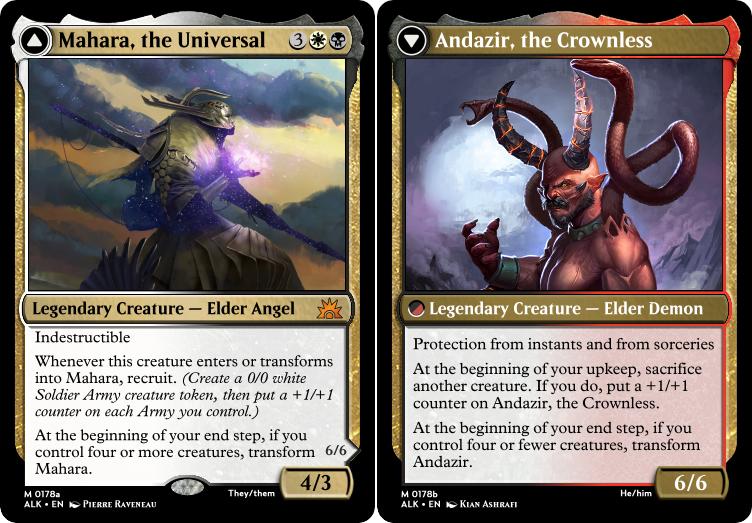 Mahara, the Universal 3
Legendary Creature — Elder Angel
Indestructible
Whenever this creature enters or transforms
into Mahara, recruit. (Create a 0/0 white
Soldier Army creature token, then put a +1/+1
counter on each Army you control.)
At the beginning of your end step, if you
control four or more creatures, transform
Mahara.
6/6
4/3
M 0178a
ALK • EN Pierre Raveneau
They/them
Andazir, the Crownless
Legendary Creature — Elder Demon
Protection from instants and from sorceries
At the beginning of your upkeep, sacrifice
another creature. If you do, put a +1/+1
counter on Andazir, the Crownless.
At the beginning of your end step, if you
control four or fewer creatures, transform
Andazir.
6/6
M 0178b
ALK • EN Kian Ashrafi
He/him